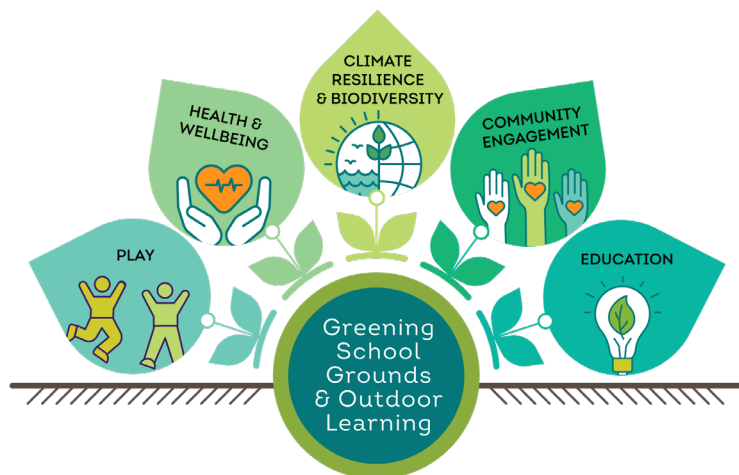 PLAY
HEALTH &
WELLBEING
CLIMATE
RESILIENCE
& BIODIVERSITY
COMMUNITY
ENGAGEMENT
EDUCATION
Greening
School
Grounds
& Outdoor
Learning